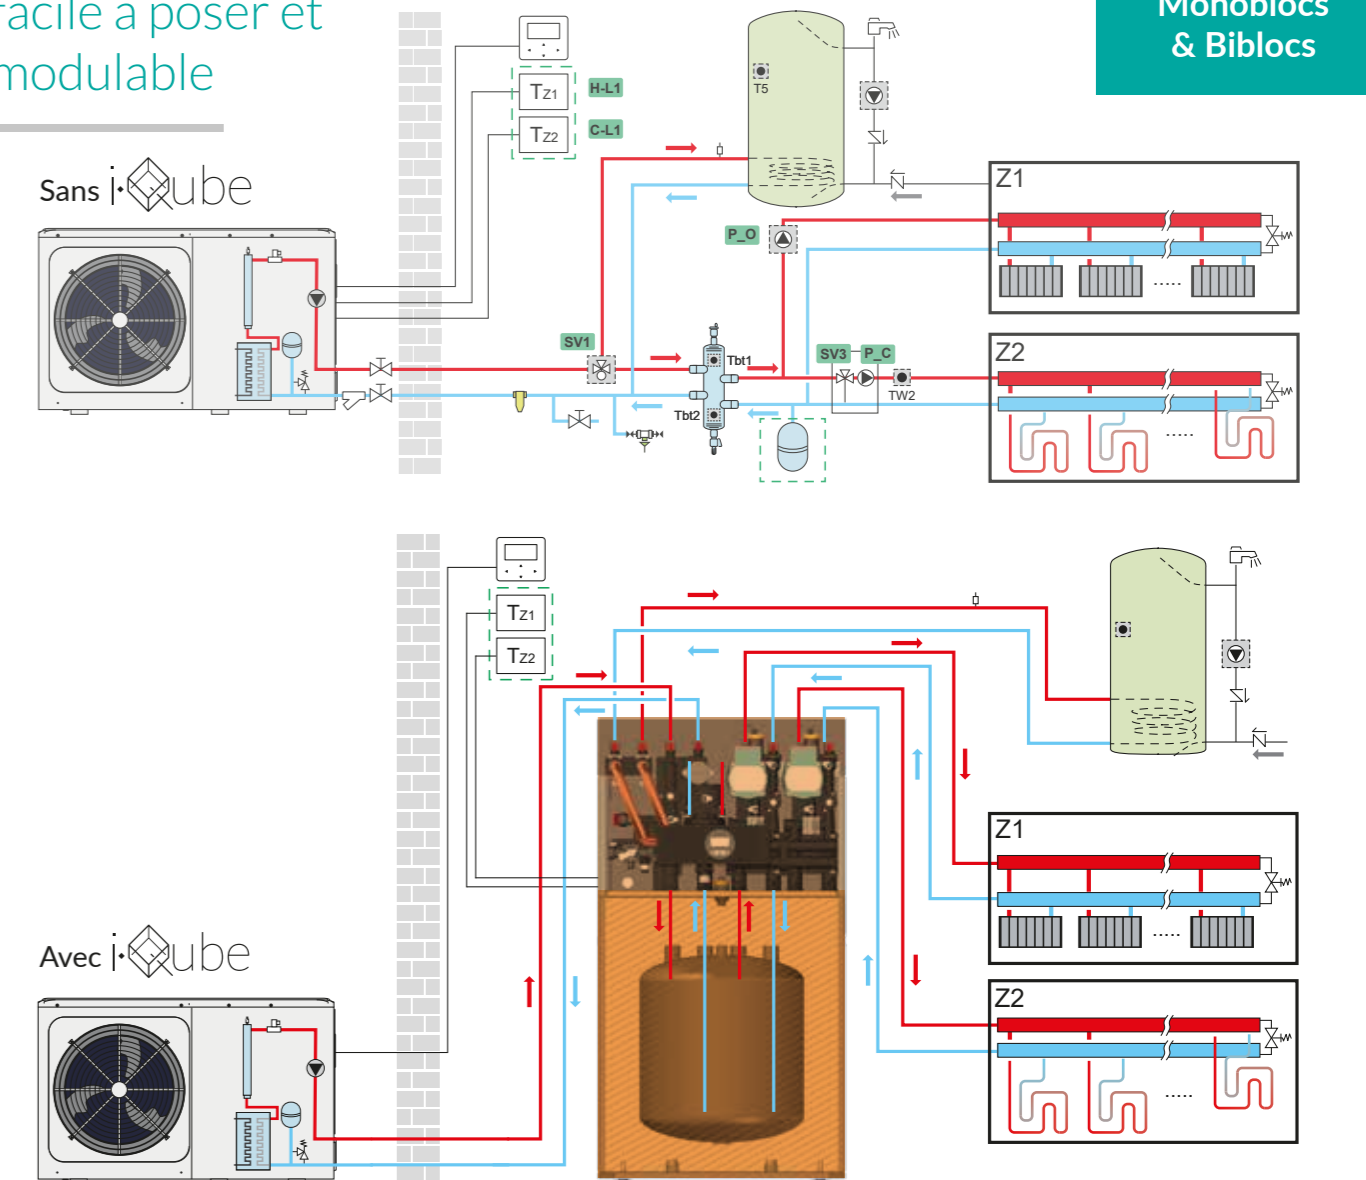 facile à poser et
modulable
Monoblocs
& Biblocs
Sans i·Qube
Tz1
H-L1
Tz2
C-L1
T5
Z1
P_O
SV1
Tbt1
SV3
P_C
TW2
Tbt2
Z2
.....
.....
Avec i·Qube
Tz1
Tz2
Z1
.....
Z2
.....